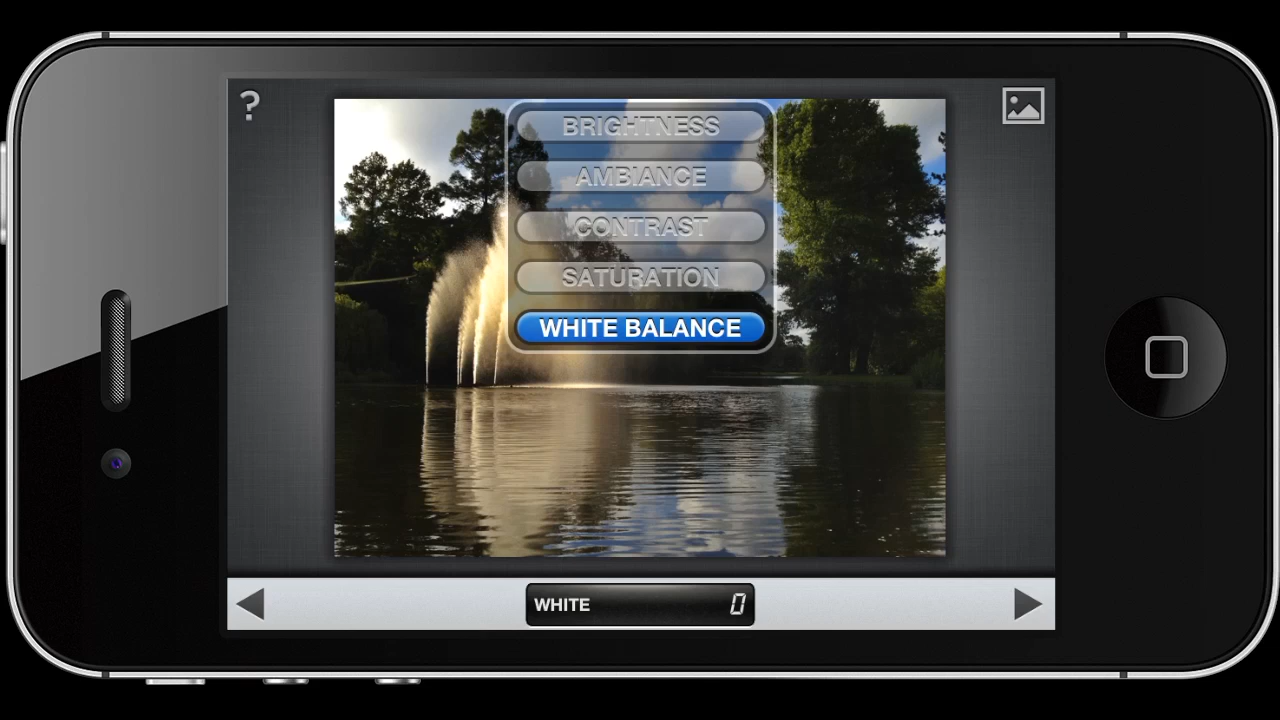 ?
BRIGHTNESS
AMBIANCE
CONTRAST
SATURATION
WHITE BALANCE
WHITE 0